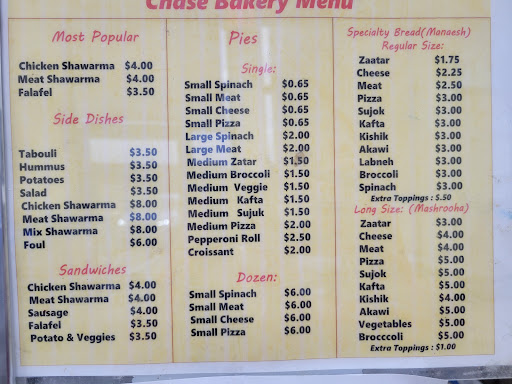 Chase Bakery Menu
Most Popular
Chicken Shawarma $4.00
Meat Shawarma $4.00
Falafel $3.50
Side Dishes
Tabouli $3.50
Hummus $3.50
Potatoes $3.50
Salad $3.50
Chicken Shawarma $8.00
Meat Shawarma $8.00
Mix Shawarma $8.00
Foul $6.00
Sandwiches
Chicken Shawarma $4.00
Meat Shawarma $4.00
Sausage $4.00
Falafel $3.50
Potato & Veggies $3.50
Pies
Single:
Small Spinach $0.65
Small Meat $0.65
Small Cheese $0.65
Small Pizza $0.65
Large Spinach $2.00
Large Meat $2.00
Medium Zatar $1.50
Medium Broccoli $1.50
Medium Veggie $1.50
Medium Kafta $1.50
Medium Sujuk $1.50
Medium Pizza $2.00
Pepperoni Roll $2.50
Croissant $2.00
Dozen:
Small Spinach $6.00
Small Meat $6.00
Small Cheese $6.00
Small Pizza $6.00
Specialty Bread(Manaesh)
Regular Size:
Zaatar $1.75
Cheese $2.25
Meat $2.50
Pizza $3.00
Sujok $3.00
Kafta $3.00
Kishik $3.00
Akawi $3.00
Labneh $3.00
Broccoli $3.00
Spinach $3.00
Extra Toppings : $.50
Long Size: (Mashrooha)
Zaatar $3.00
Cheese $4.00
Meat $4.00
Pizza $5.00
Sujok $5.00
Kafta $5.00
Kishik $4.00
Akawi $5.00
Vegetables $5.00
Brocccoli $5.00
Extra Toppings : $1.00